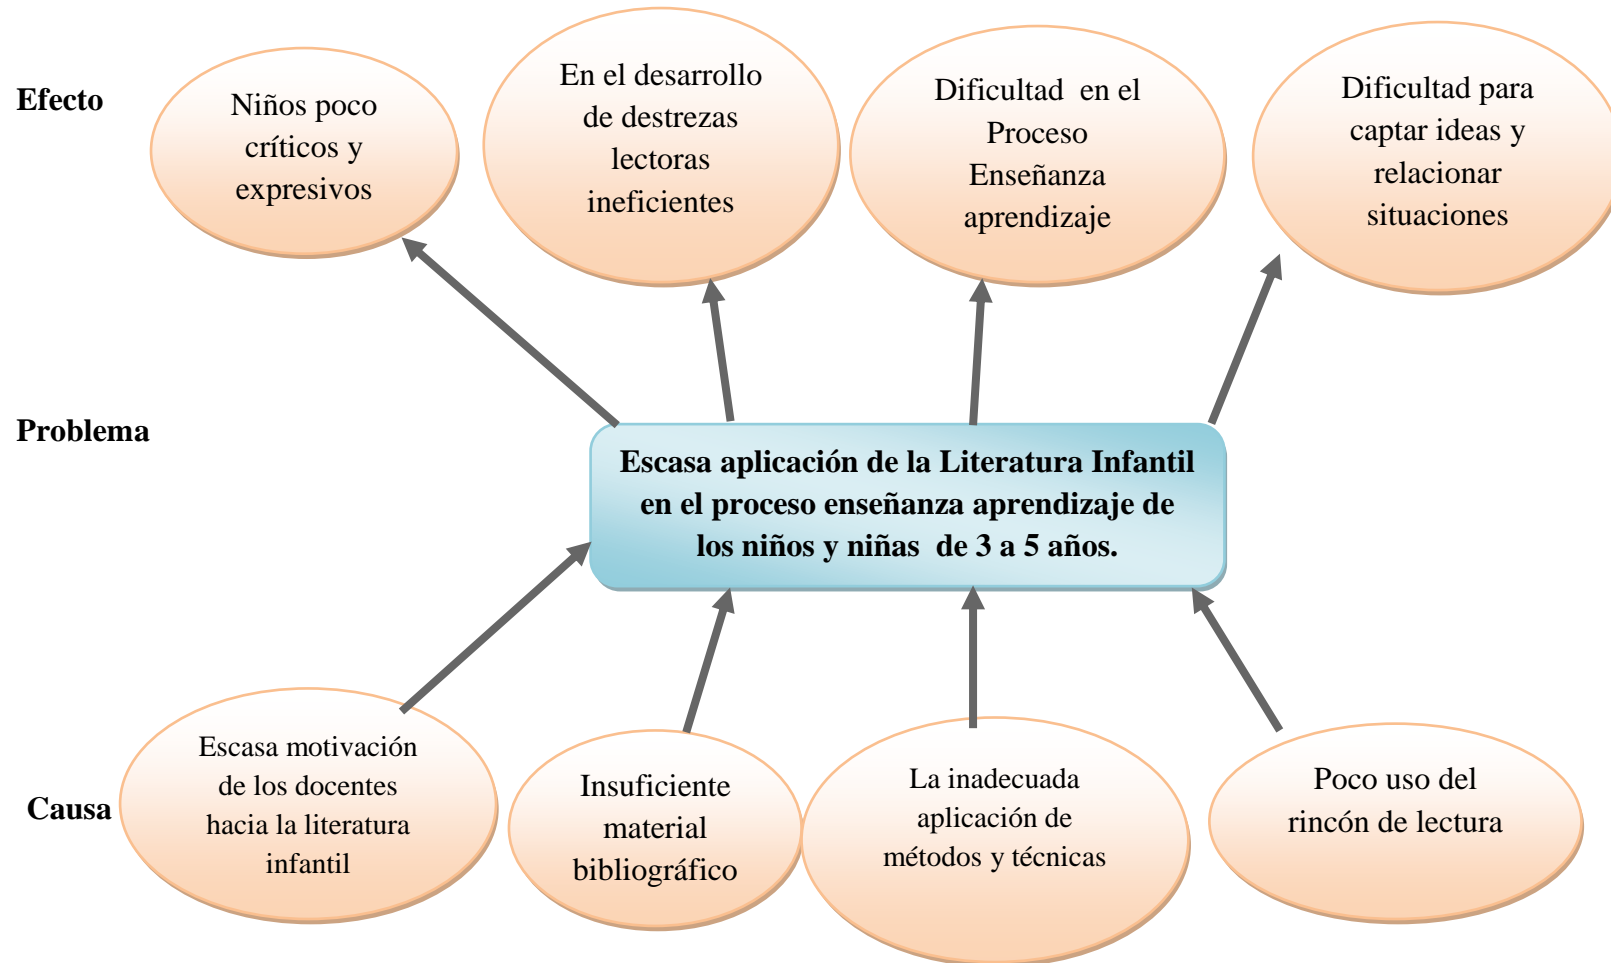 Efecto
Niños poco
críticos y
expresivos
En el desarrollo
de destrezas
lectoras
ineficientes
Dificultad en el
Proceso
Enseñanza
aprendizaje
Dificultad para
captar ideas y
relacionar
situaciones
Problema
Escasa aplicación de la Literatura Infantil
en el proceso enseñanza aprendizaje de
los niños y niñas de 3 a 5 años.
Causa
Escasa motivación
de los docentes
hacia la literatura
infantil
Insuficiente
material
bibliográfico
La inadecuada
aplicación de
métodos y técnicas
Poco uso del
rincón de lectura